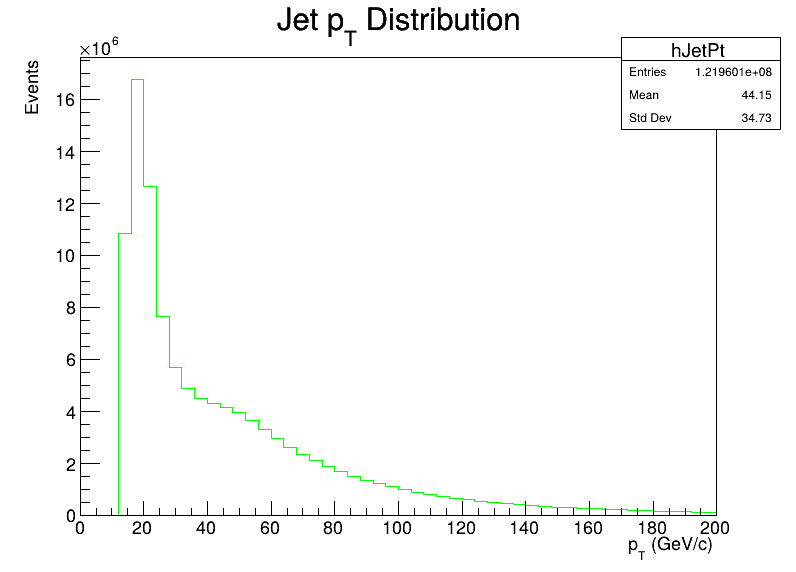 Jet p_T Distribution
×10^6
hJetPt
Entries 1.219601e+08
Mean 44.15
Std Dev 34.73
Events
16
14
12
10
8
6
4
2
0
0 20 40 60 80 100 120 140 160 180 200
p_T (GeV/c)